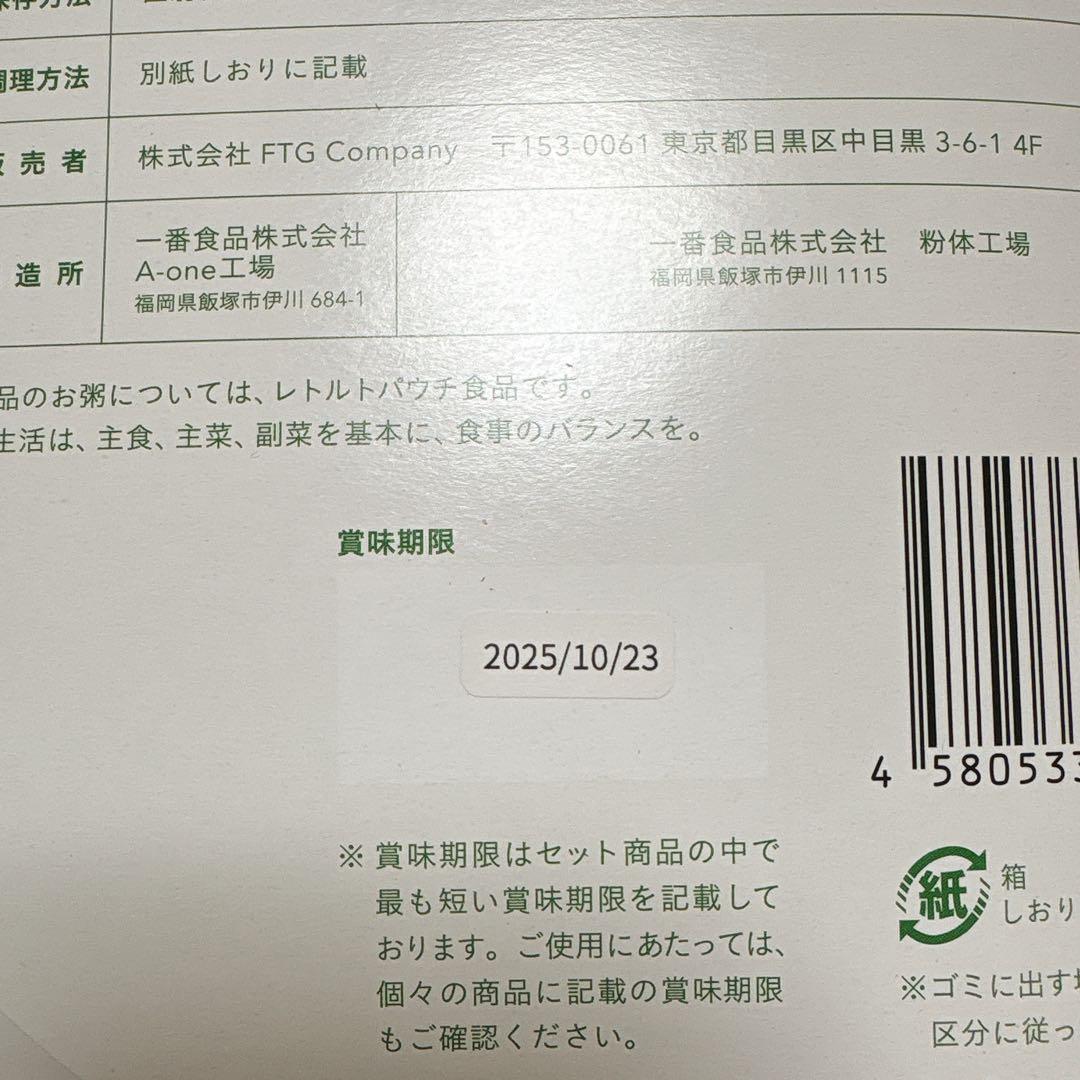 保存方法
調理方法 別紙しおりに記載
販売者 株式会社 FTG Company 〒153-0061 東京都目黒区中目黒 3-6-1 4F
造所 一番食品株式会社
A-one工場
福岡県飯塚市伊川 684-1
一番食品株式会社 粉体工場
福岡県飯塚市伊川 1115
品のお粥については、レトルトパウチ食品です。
生活は、主食、主菜、副菜を基本に、食事のバランスを。
賞味期限
2025/10/23
4 580533
※賞味期限はセット商品の中で
最も短い賞味期限を記載して
おります。ご使用にあたっては、
個々の商品に記載の賞味期限
もご確認ください。
紙
箱
しおり
※ゴミに出す
区分に従っ